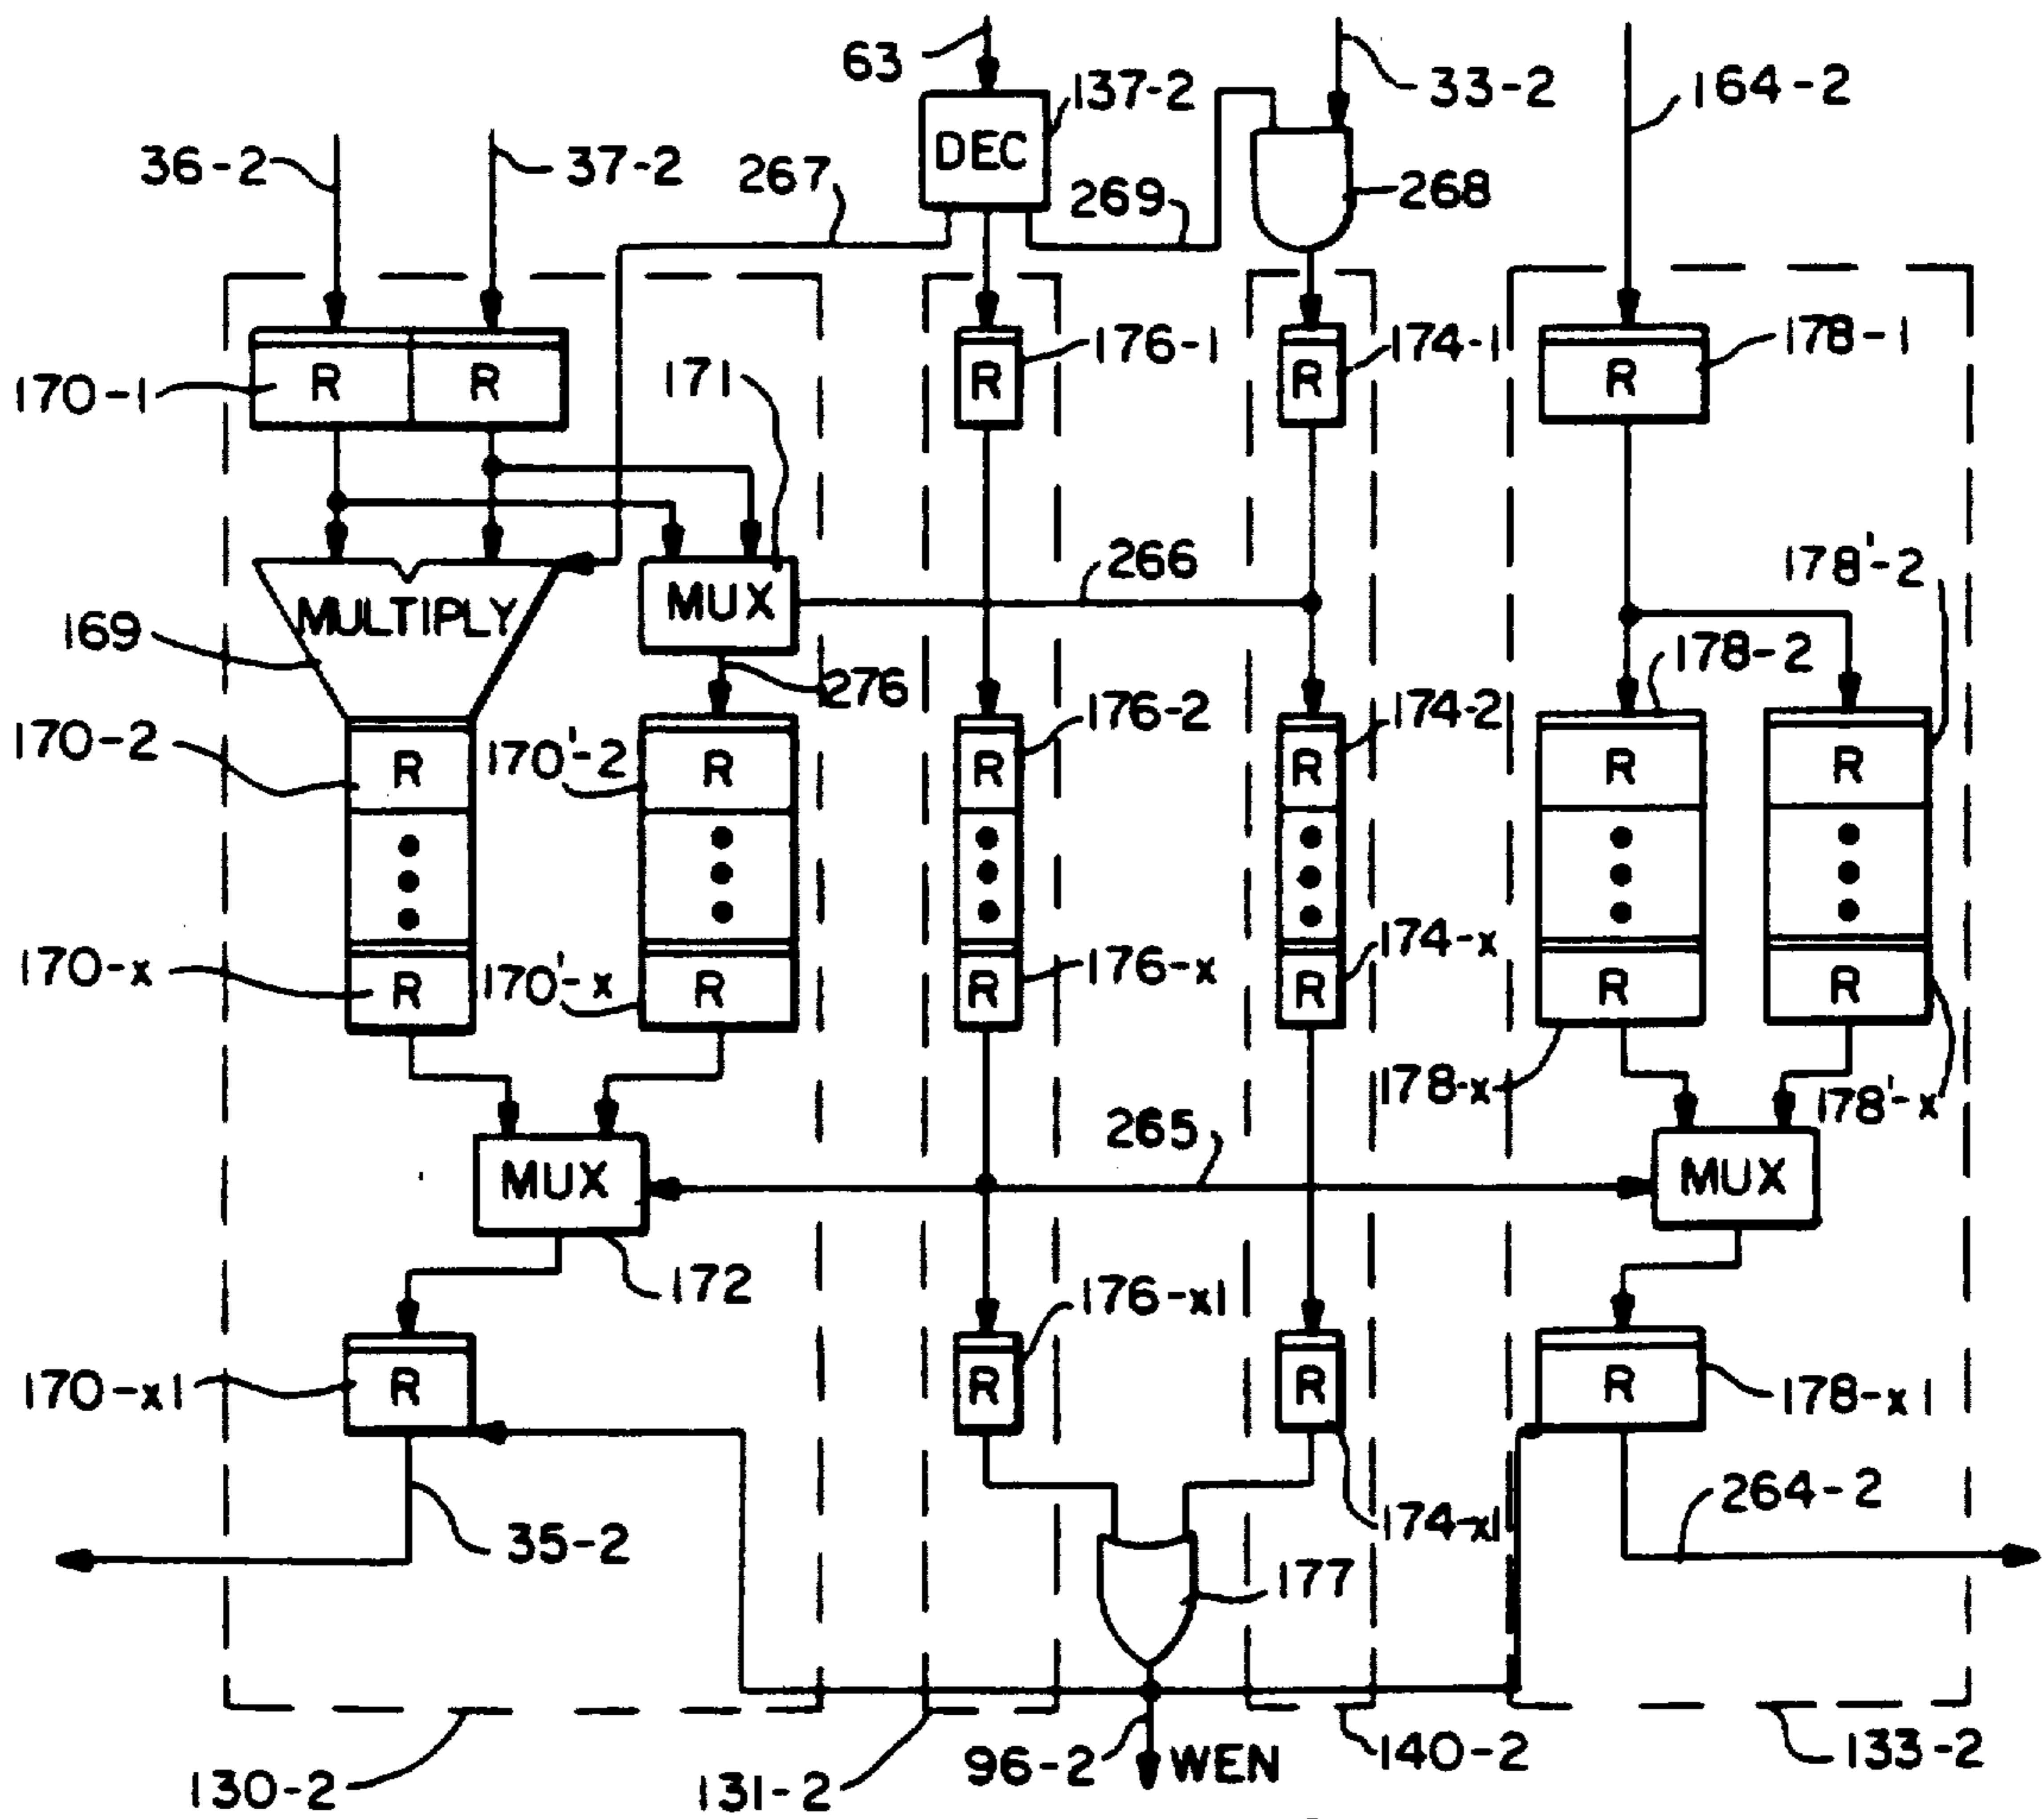 63
137-2
33-2
164-2
36-2
37-2
267
DEC
269
268
170-1
R
R
171
R
176-1
R
174-1
R
178-1
MULTIPLY
MUX
266
178'-2
169
276
178-2
170-2
R
170'-2
R
R
176-2
R
174-2
R
R
170-x
R
170'-x
R
R
176-x
R
174-x
R
R
178-x
178'-x
MUX
265
MUX
172
176-x1
170-x1
R
R
R
R
178-x1
35-2
174-x1
264-2
177
130-2
131-2
96-2
WEN
140-2
133-2